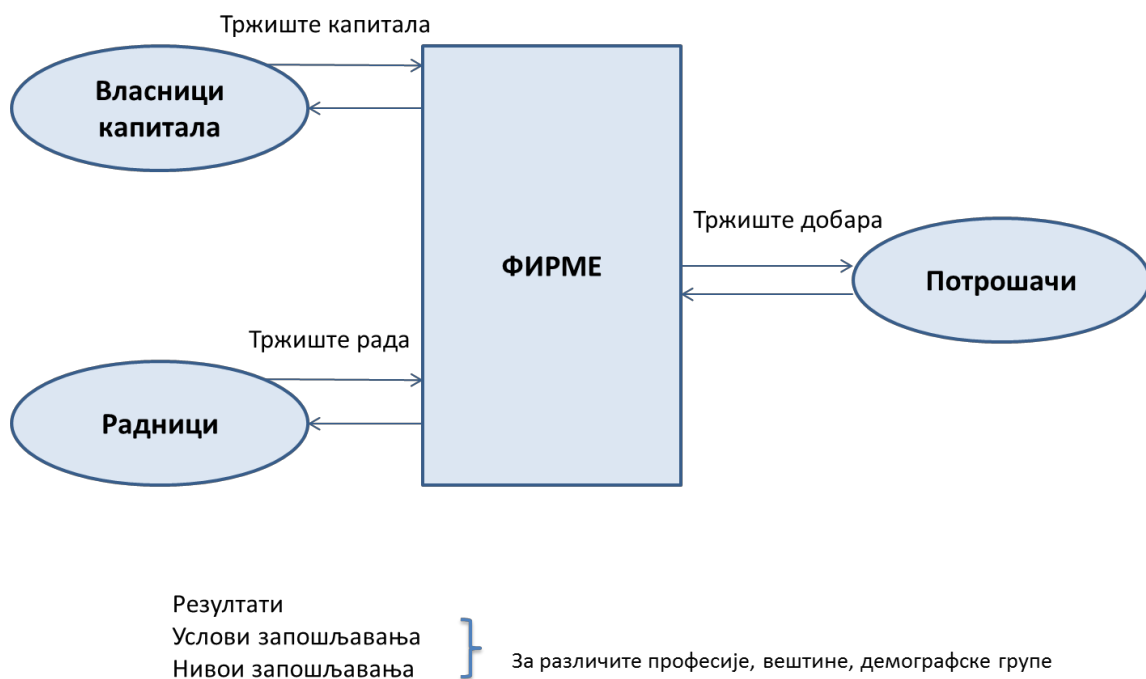 Тржиште капитала
Власници
капитала
ФИРМЕ
Тржиште добара
Потрошачи
Тржиште рада
Радници
Резултати
Услови запошљавања
Нивои запошљавања
За различите професије, вештине, демографске групе